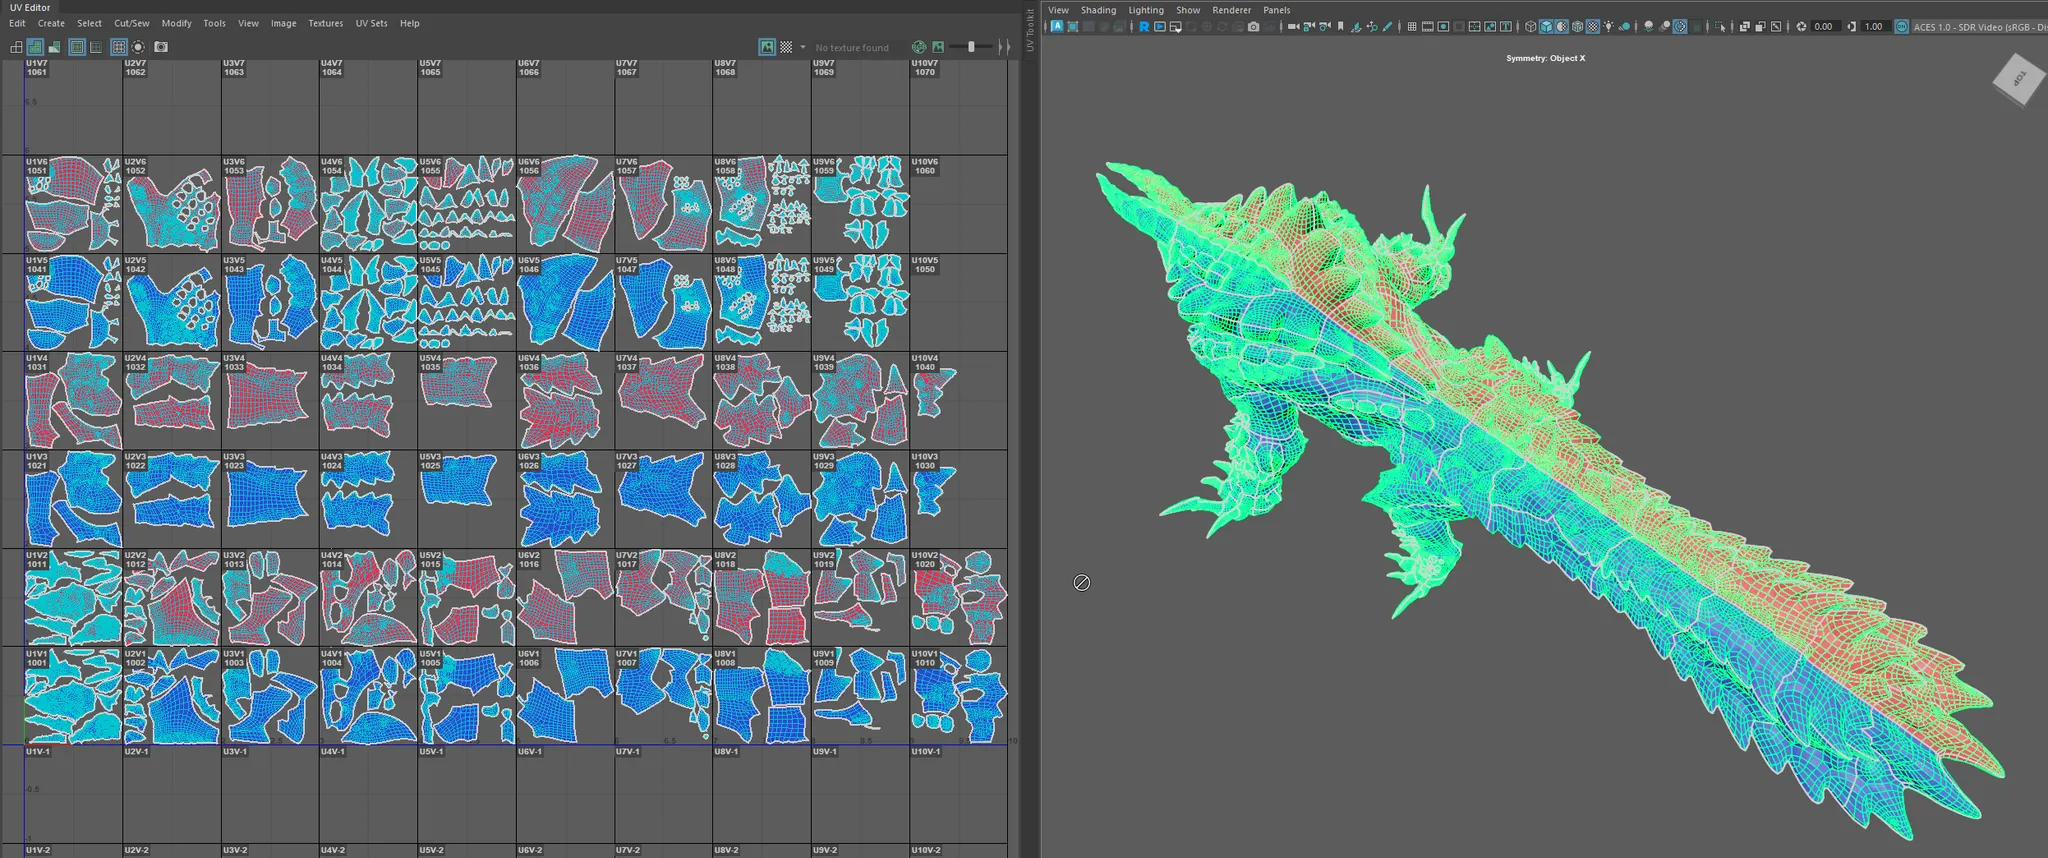 UV Editor
Edit Create Select Cut/Sew Modify Tools View Image Textures UV Sets Help
No texture found
UV Toolkit
View Shading Lighting Show Renderer Panels
0.00 1.00 ACES 1.0 - SDR Video (sRGB - Di
Symmetry: Object X
TOP
U1V7 U2V7 U3V7 U4V7 U5V7 U6V7 U7V7 U8V7 U9V7 U10V7
1061 1062 1063 1064 1065 1066 1067 1068 1069 1070
U1V6 U2V6 U3V6 U4V6 U5V6 U6V6 U7V6 U8V6 U9V6 U10V6
1051 1052 1053 1054 1055 1056 1057 1058 1059 1060
U1V5 U2V5 U3V5 U4V5 U5V5 U6V5 U7V5 U8V5 U9V5 U10V5
1041 1042 1043 1044 1045 1046 1047 1048 1049 1050
U1V4 U2V4 U3V4 U4V4 U5V4 U6V4 U7V4 U8V4 U9V4 U10V4
1031 1032 1033 1034 1035 1036 1037 1038 1039 1040
U1V3 U2V3 U3V3 U4V3 U5V3 U6V3 U7V3 U8V3 U9V3 U10V3
1021 1022 1023 1024 1025 1026 1027 1028 1029 1030
U1V2 U2V2 U3V2 U4V2 U5V2 U6V2 U7V2 U8V2 U9V2 U10V2
1011 1012 1013 1014 1015 1016 1017 1018 1019 1020
U1V1 U2V1 U3V1 U4V1 U5V1 U6V1 U7V1 U8V1 U9V1 U10V1
1001 1002 1003 1004 1005 1006 1007 1008 1009 1010
6.5 8.5 10
U1V-1 U2V-1 U3V-1 U4V-1 U5V-1 U6V-1 U7V-1 U8V-1 U9V-1 U10V-1
-0.5
-1
U1V-2 U2V-2 U3V-2 U4V-2 U5V-2 U6V-2 U7V-2 U8V-2 U9V-2 U10V-2